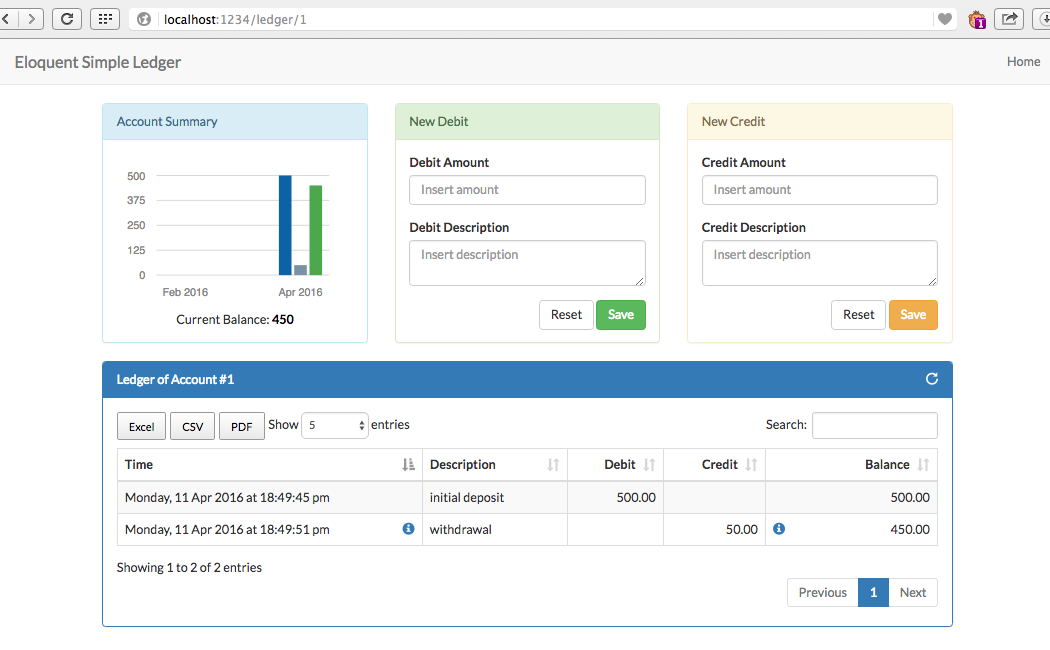 localhost:1234/ledger/1
1
Eloquent Simple Ledger
Home
Account Summary
500
375
250
125
0
Feb 2016
Apr 2016
Current Balance: 450
New Debit
Debit Amount
Insert amount
Debit Description
Insert description
Reset
Save
New Credit
Credit Amount
Insert amount
Credit Description
Insert description
Reset
Save
Ledger of Account #1
Excel CSV PDF Show 5 entries Search:
Time Description Debit Credit Balance
Monday, 11 Apr 2016 at 18:49:45 pm initial deposit 500.00 500.00
Monday, 11 Apr 2016 at 18:49:51 pm withdrawal 50.00 450.00
Showing 1 to 2 of 2 entries
Previous 1 Next